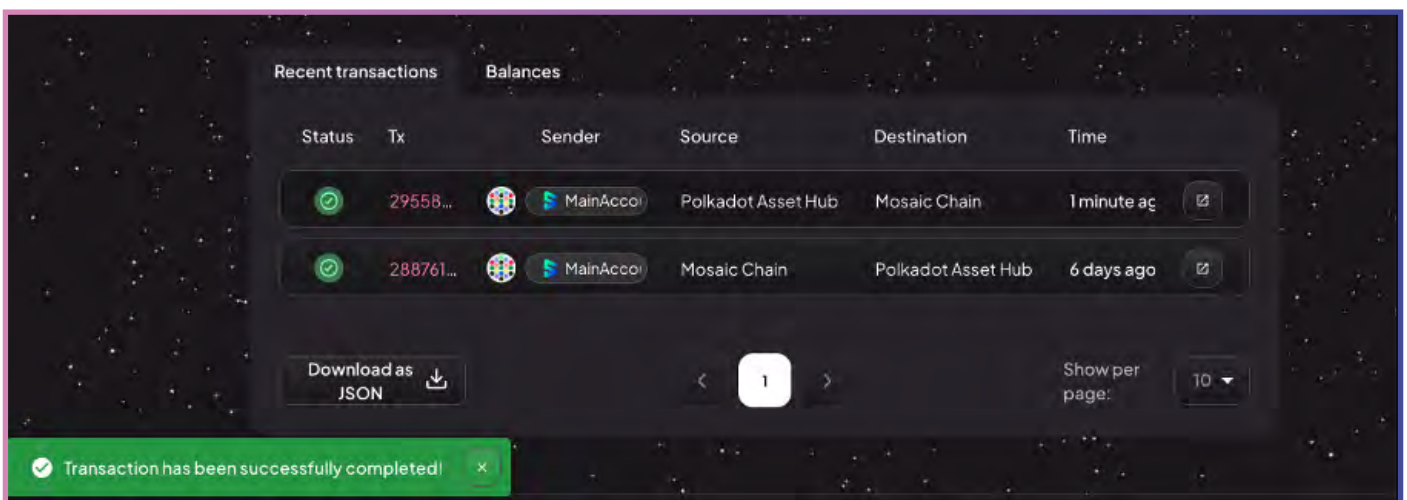 Recent transactions Balances
Status Tx Sender Source Destination Time
29558... MainAcco Polkadot Asset Hub Mosaic Chain 1 minute ag
288761... MainAcco Mosaic Chain Polkadot Asset Hub 6 days ago
Download as
JSON
1
Show per
page:
10
Transaction has been successfully completed!